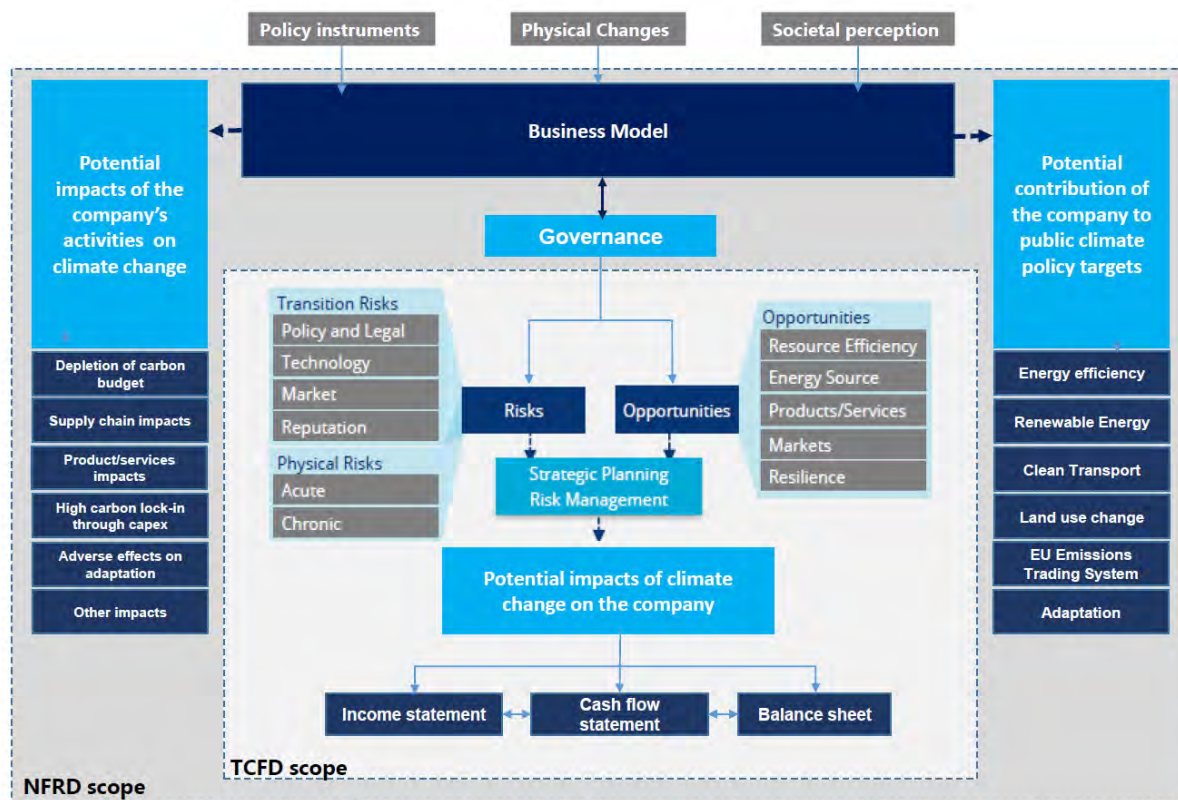 Policy instruments
Physical Changes
Societal perception
Business Model
Potential
impacts of the
company's
activities on
climate change
Depletion of carbon
budget
Supply chain impacts
Product/services
impacts
High carbon lock-in
through capex
Adverse effects on
adaptation
Other impacts
Governance
Transition Risks
Policy and Legal
Technology
Market
Reputation
Physical Risks
Acute
Chronic
Risks
Opportunities
Opportunities
Resource Efficiency
Energy Source
Products/Services
Markets
Resilience
Strategic Planning
Risk Management
Potential impacts of climate
change on the company
Income statement
Cash flow
statement
Balance sheet
Potential
contribution of
the company to
public climate
policy targets
Energy efficiency
Renewable Energy
Clean Transport
Land use change
EU Emissions
Trading System
Adaptation
TCFD scope
NFRD scope